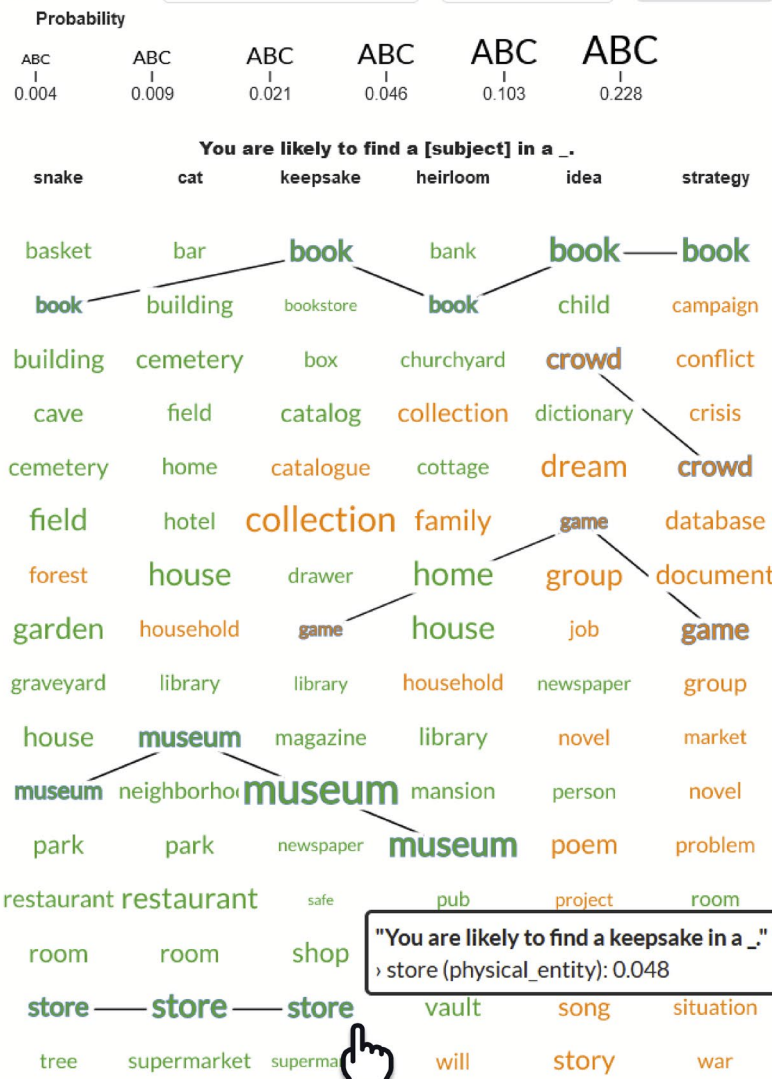 Probability
ABC ABC ABC ABC ABC ABC
0.004 0.009 0.021 0.046 0.103 0.228
You are likely to find a [subject] in a _.
snake cat keepsake heirloom idea strategy
basket bar book bank book book
book building bookstore book child campaign
building cemetery box churchyard crowd conflict
cave field catalog collection dictionary crisis
cemetery home catalogue cottage dream crowd
field hotel collection family game database
forest house drawer home group document
garden household game house job game
graveyard library library household newspaper group
house museum magazine library novel market
museum neighborhoo museum mansion person novel
park park newspaper museum poem problem
restaurant restaurant safe pub project room
"You are likely to find a keepsake in a _."
room room shop
› store (physical_entity): 0.048
store store store vault song situation
tree supermarket superma will story war